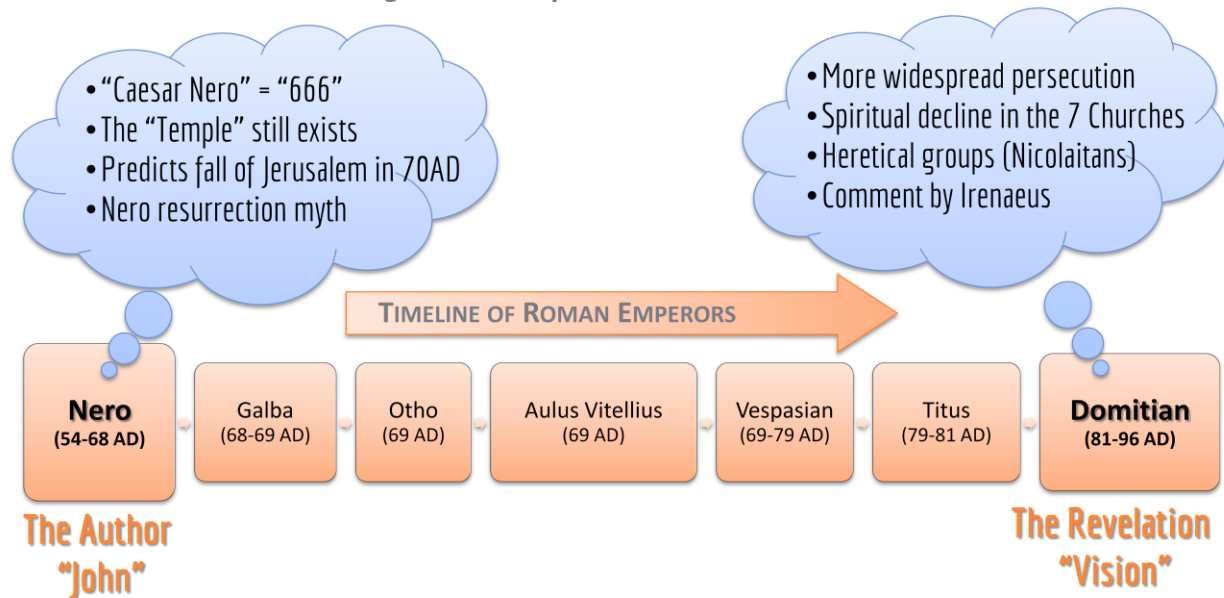 • “Caesar Nero” = “666”
• The “Temple” still exists
• Predicts fall of Jerusalem in 70AD
• Nero resurrection myth
• More widespread persecution
• Spiritual decline in the 7 Churches
• Heretical groups (Nicolaitans)
• Comment by Irenaeus
TIMELINE OF ROMAN EMPERORS
Nero
(54-68 AD)
Galba
(68-69 AD)
Otho
(69 AD)
Aulus Vitellius
(69 AD)
Vespasian
(69-79 AD)
Titus
(79-81 AD)
Domitian
(81-96 AD)
The Author
“John”
The Revelation
“Vision”